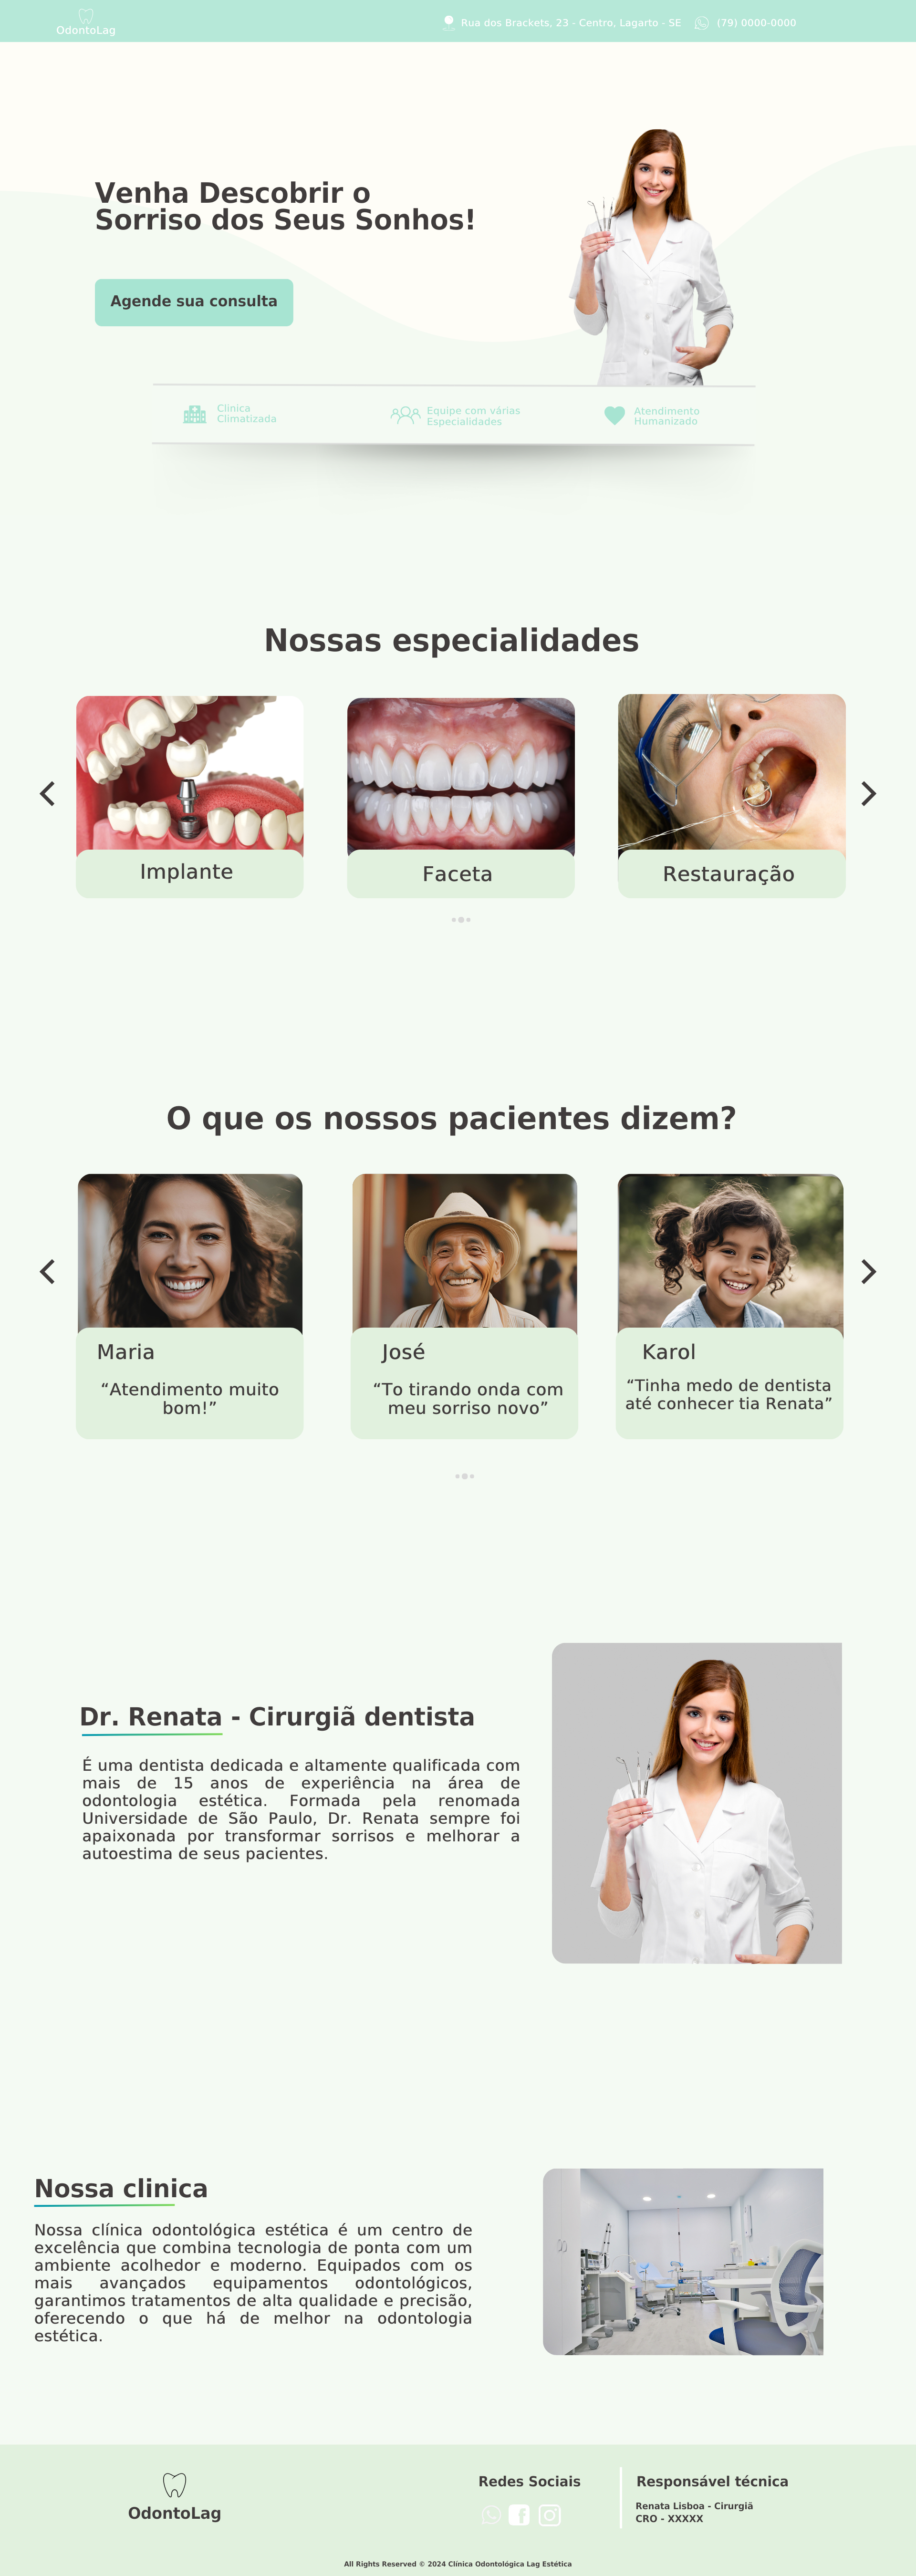 OdontoLag
Rua dos Brackets, 23 - Centro, Lagarto - SE
(79) 0000-0000
Venha Descobrir o
Sorriso dos Seus Sonhos!
Agende sua consulta
Clinica
Climatizada
Equipe com várias
Especialidades
Atendimento
Humanizado
Nossas especialidades
Implante
Faceta
Restauração
O que os nossos pacientes dizem?
Maria
“Atendimento muito
bom!”
José
“To tirando onda com
meu sorriso novo”
Karol
“Tinha medo de dentista
até conhecer tia Renata”
Dr. Renata - Cirurgiã dentista
É uma dentista dedicada e altamente qualificada com
mais de 15 anos de experiência na área de
odontologia estética. Formada pela renomada
Universidade de São Paulo, Dr. Renata sempre foi
apaixonada por transformar sorrisos e melhorar a
autoestima de seus pacientes.
Nossa clinica
Nossa clínica odontológica estética é um centro de
excelência que combina tecnologia de ponta com um
ambiente acolhedor e moderno. Equipados com os
mais avançados equipamentos odontológicos,
garantimos tratamentos de alta qualidade e precisão,
oferecendo o que há de melhor na odontologia
estética.
OdontoLag
Redes Sociais
Responsável técnica
Renata Lisboa - Cirurgiã
CRO - XXXXX
All Rights Reserved © 2024 Clínica Odontológica Lag Estética